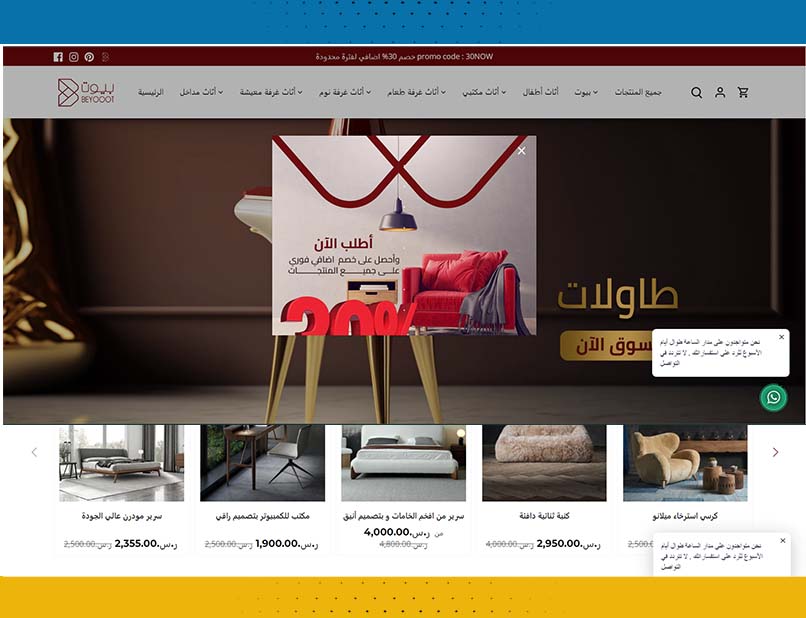 promo code : 30NOW خصم 30% اضافي لفترة محدودة
بيوت
BEYOOOT
الرئيسية
أثاث مداخل
أثاث غرفة معيشة
أثاث غرفة نوم
أثاث غرفة طعام
أثاث مكتبي
أثاث أطفال
بيوت
جميع المنتجات
أطلب الآن
وأحصل على خصم اضافي فوري
على جميع المنتجات
طاولات
الآن
نحن متواجدون على مدار الساعة طوال أيام
الأسبوع للرد على استفساراتك , لا تتردد في
التواصل
سرير مودرن عالي الجودة
ر.س.2,355.00 ر.س.2,500.00
مكتب للكمبيوتر بتصميم راقي
ر.س.1,900.00 ر.س.2,500.00
سرير من افخم الخامات و بتصميم أنيق
من ر.س.4,000.00
ر.س.4,800.00
كنبة ثنائية دافئة
ر.س.2,950.00 ر.س.4,000.00
كرسي استرخاء ميلانو
نحن متواجدون على مدار الساعة طوال أيام
الأسبوع للرد على استفساراتك , لا تتردد في
التواصل